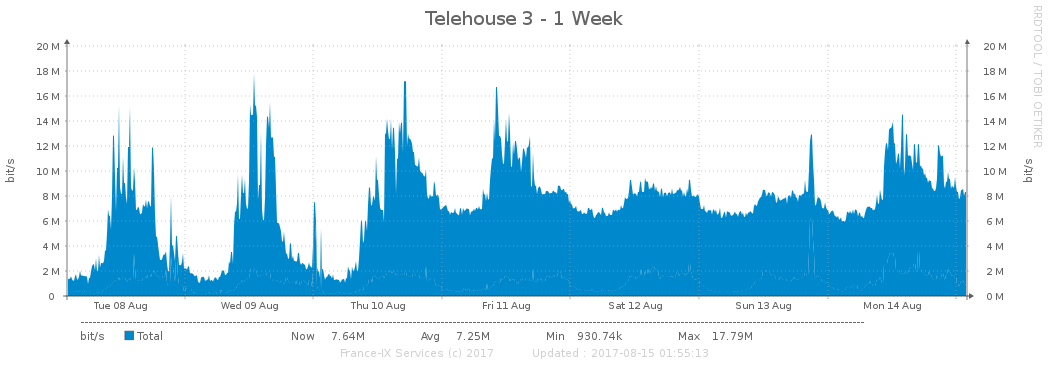 Telehouse 3 - 1 Week
RRDTOOL / TOBI OETIKER
20 M 20 M
18 M 18 M
16 M 16 M
14 M 14 M
12 M 12 M
10 M 10 M
8 M 8 M
6 M 6 M
4 M 4 M
2 M 2 M
0 0 M
bit/s bit/s
Tue 08 Aug Wed 09 Aug Thu 10 Aug Fri 11 Aug Sat 12 Aug Sun 13 Aug Mon 14 Aug
bit/s Total Now 7.64M Avg 7.25M Min 930.74k Max 17.79M
France-IX Services (c) 2017 Updated : 2017-08-15 01:55:13